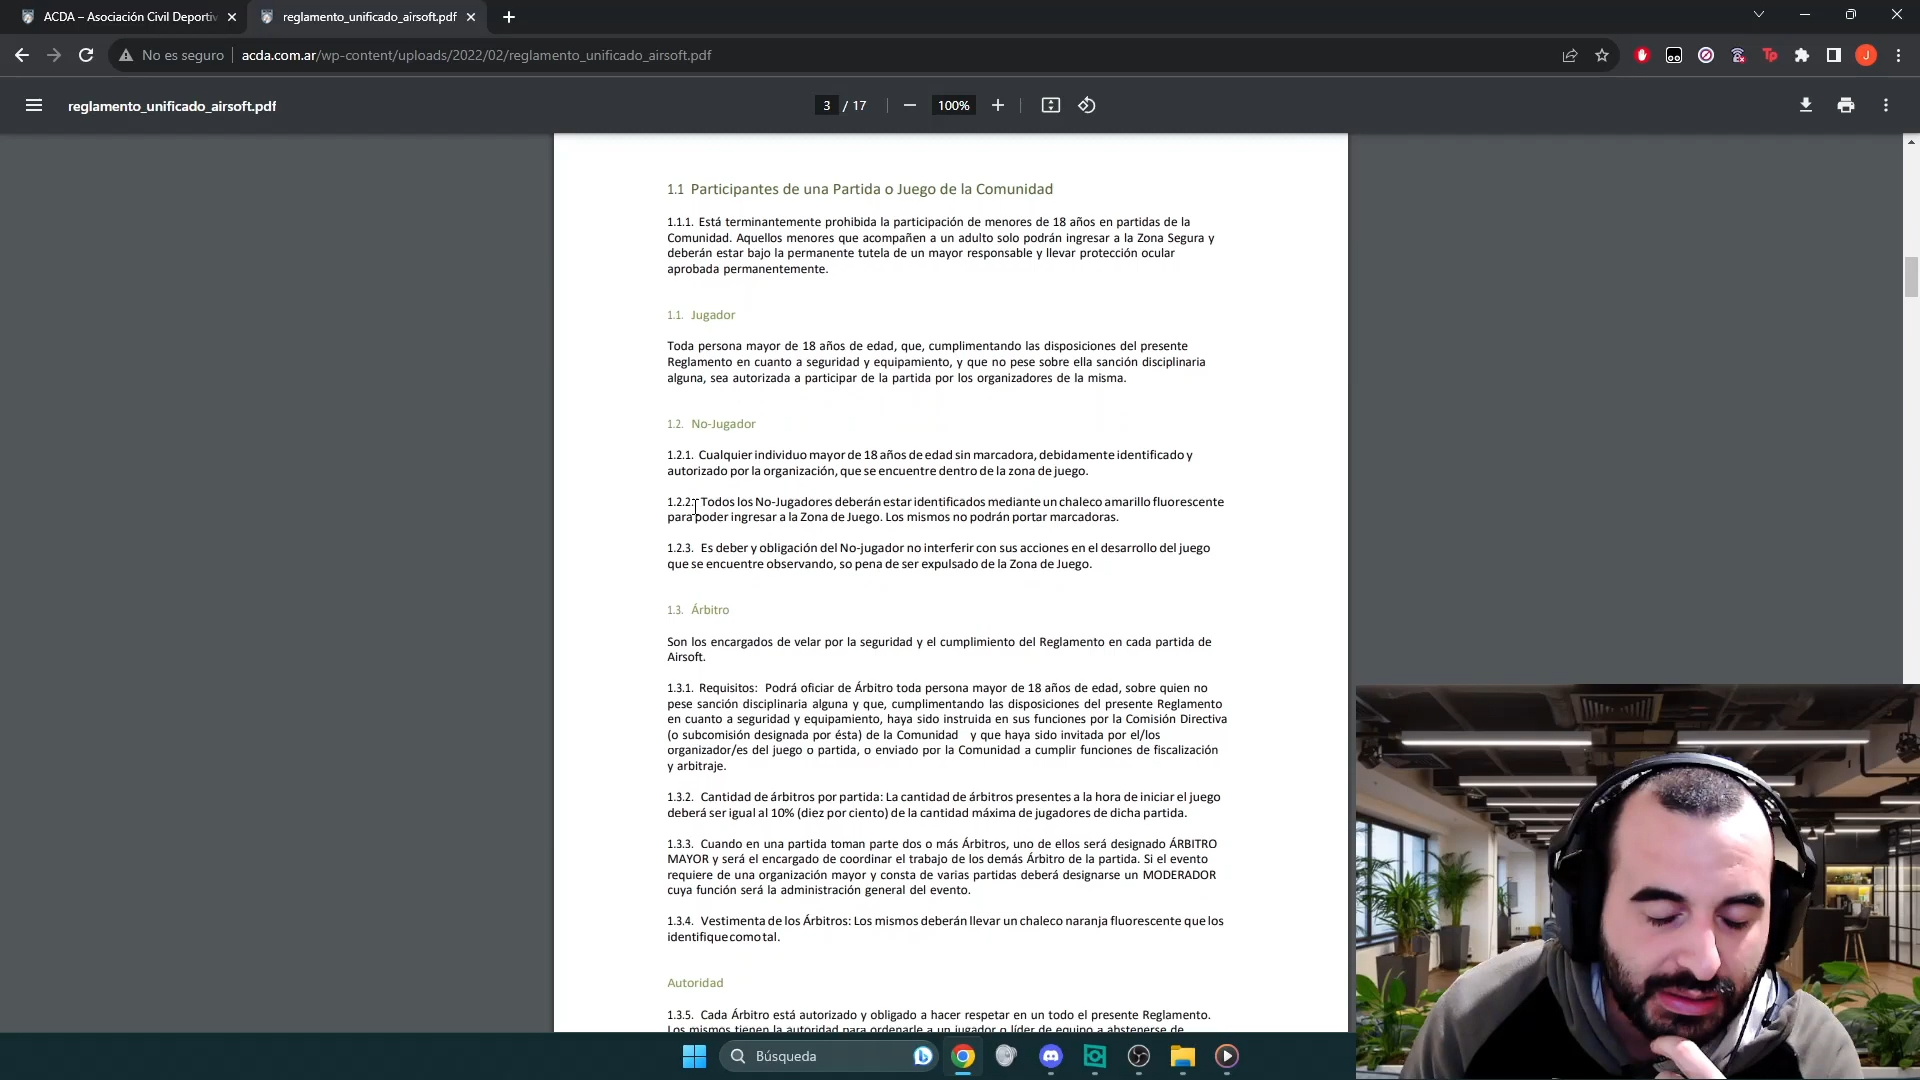 ACDA – Asociación Civil Deportiv
reglamento_unificado_airsoft.pdf
No es seguro
acda.com.ar/wp-content/uploads/2022/02/reglamento_unificado_airsoft.pdf
Tp
J
reglamento_unificado_airsoft.pdf
3 / 17
100%
1.1 Participantes de una Partida o Juego de la Comunidad
1.1.1. Está terminantemente prohibida la participación de menores de 18 años en partidas de la
Comunidad. Aquellos menores que acompañen a un adulto solo podrán ingresar a la Zona Segura y
deberán estar bajo la permanente tutela de un mayor responsable y llevar protección ocular
aprobada permanentemente.
1.1. Jugador
Toda persona mayor de 18 años de edad, que, cumplimentando las disposiciones del presente
Reglamento en cuanto a seguridad y equipamiento, y que no pese sobre ella sanción disciplinaria
alguna, sea autorizada a participar de la partida por los organizadores de la misma.
1.2. No-Jugador
1.2.1. Cualquier individuo mayor de 18 años de edad sin marcadora, debidamente identificado y
autorizado por la organización, que se encuentre dentro de la zona de juego.
1.2.2. Todos los No-Jugadores deberán estar identificados mediante un chaleco amarillo fluorescente
para poder ingresar a la Zona de Juego. Los mismos no podrán portar marcadoras.
1.2.3. Es deber y obligación del No-jugador no interferir con sus acciones en el desarrollo del juego
que se encuentre observando, so pena de ser expulsado de la Zona de Juego.
1.3. Árbitro
Son los encargados de velar por la seguridad y el cumplimiento del Reglamento en cada partida de
Airsoft.
1.3.1. Requisitos: Podrá oficiar de Árbitro toda persona mayor de 18 años de edad, sobre quien no
pese sanción disciplinaria alguna y que, cumplimentando las disposiciones del presente Reglamento
en cuanto a seguridad y equipamiento, haya sido instruida en sus funciones por la Comisión Directiva
(o subcomisión designada por ésta) de la Comunidad y que haya sido invitada por el/los
organizador/es del juego o partida, o enviado por la Comunidad a cumplir funciones de fiscalización
y arbitraje.
1.3.2. Cantidad de árbitros por partida: La cantidad de árbitros presentes a la hora de iniciar el juego
deberá ser igual al 10% (diez por ciento) de la cantidad máxima de jugadores de dicha partida.
1.3.3. Cuando en una partida toman parte dos o más Árbitros, uno de ellos será designado ÁRBITRO
MAYOR y será el encargado de coordinar el trabajo de los demás Árbitro de la partida. Si el evento
requiere de una organización mayor y consta de varias partidas deberá designarse un MODERADOR
cuya función será la administración general del evento.
1.3.4. Vestimenta de los Árbitros: Los mismos deberán llevar un chaleco naranja fluorescente que los
identifique como tal.
Autoridad
1.3.5. Cada Árbitro está autorizado y obligado a hacer respetar en un todo el presente Reglamento.
Los mismos tienen la autoridad para ordenarle a un jugador o líder de equipo a abstenerse de
Búsqueda